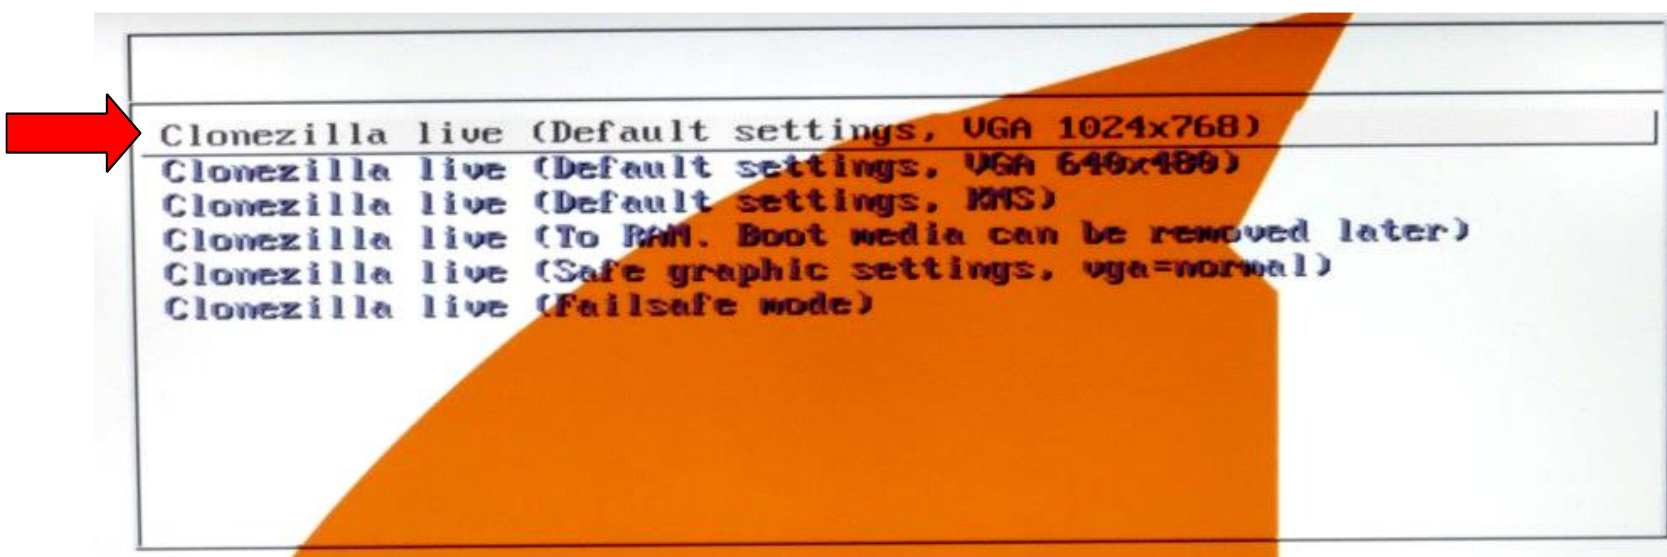 Clonezilla live (Default settings, VGA 1024x768)
Clonezilla live (Default settings, VGA 640x480)
Clonezilla live (Default settings, KMS)
Clonezilla live (To RAM. Boot media can be removed later)
Clonezilla live (Safe graphic settings, vga=normal)
Clonezilla live (Failsafe mode)